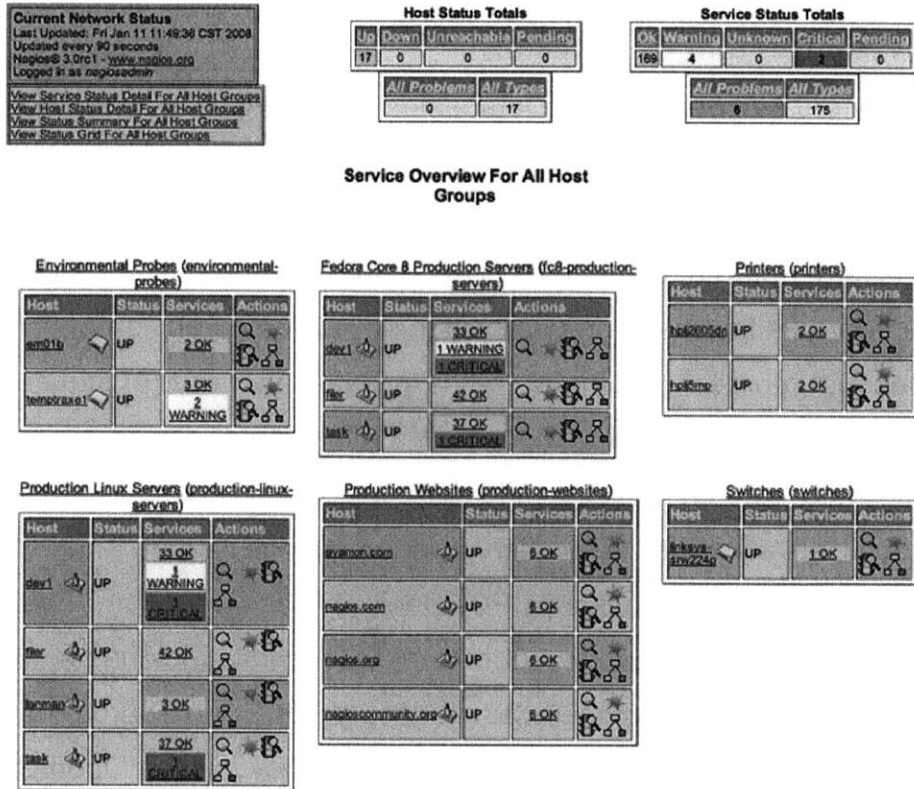 Current Network Status
Last Updated: Fri Jan 11 11:49:36 CST 2008
Updated every 90 seconds
Nagios® 3.0rc1 - www.nagios.org
Logged in as nagiosadmin
View Service Status Detail For All Host Groups
View Host Status Detail For All Host Groups
View Status Summary For All Host Groups
View Status Grid For All Host Groups
Host Status Totals
Up Down Unreachable Pending
17 0 0 0
All Problems All Types
0 17
Service Status Totals
Ok Warning Unknown Critical Pending
169 4 0 2 0
All Problems All Types
6 175
Service Overview For All Host
Groups
Environmental Probes (environmental-
probes)
Host Status Services Actions
em01b UP 2 OK
temptraxe1 UP 3 OK
2
WARNING
Fedora Core 8 Production Servers (fc8-production-
servers)
Host Status Services Actions
dev1 UP 33 OK
1 WARNING
1 CRITICAL
filer UP 42 OK
task UP 37 OK
1 CRITICAL
Printers (printers)
Host Status Services Actions
hplj2605dn UP 2 OK
hplj5mp UP 2 OK
Production Linux Servers (production-linux-
servers)
Host Status Services Actions
dev1 UP 33 OK
1
WARNING
1
CRITICAL
filer UP 42 OK
lanman UP 3 OK
task UP 37 OK
1
CRITICAL
Production Websites (production-websites)
Host Status Services Actions
ayamon.com UP 6 OK
nagios.com UP 6 OK
nagios.org UP 6 OK
nagioscommunity.org UP 6 OK
Switches (switches)
Host Status Services Actions
linksys-
srw224p UP 1 OK